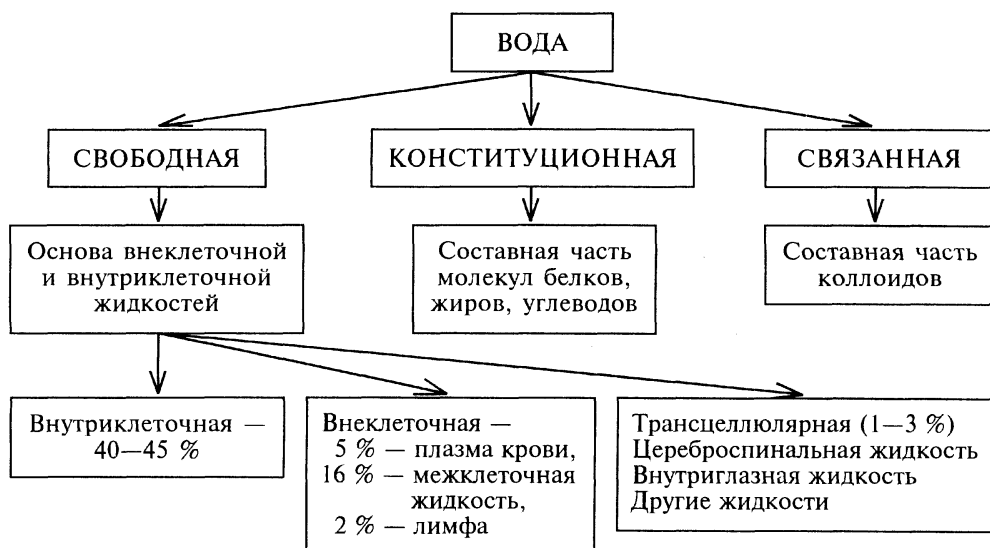 ВОДА
СВОБОДНАЯ
КОНСТИТУЦИОННАЯ
СВЯЗАННАЯ
Основа внеклеточной
и внутриклеточной
жидкостей
Составная часть
молекул белков,
жиров, углеводов
Составная часть
коллоидов
Внутриклеточная —
40—45 %
Внеклеточная —
5 % — плазма крови,
16 % — межклеточная
жидкость,
2 % — лимфа
Трансцеллюлярная (1—3 %)
Цереброспинальная жидкость
Внутриглазная жидкость
Другие жидкости